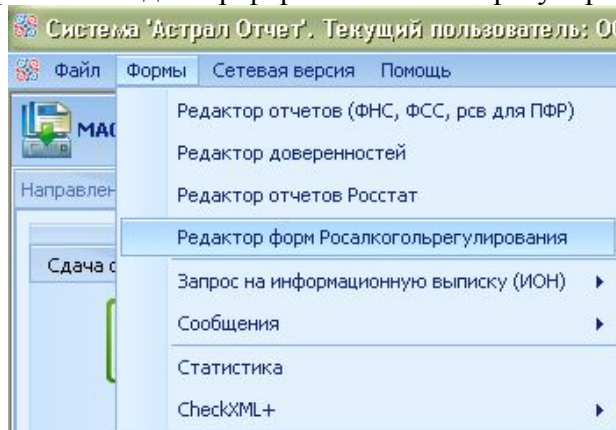 Система 'Астрал Отчет'. Текущий пользователь:
Файл Формы Сетевая версия Помощь
Редактор отчетов (ФНС, ФСС, рсв для ПФР)
Редактор доверенностей
Редактор отчетов Росстат
Редактор форм Росалкогольрегулирования
Сдача
Запрос на информационную выписку (ИОН)
Сообщения
Статистика
CheckXML+